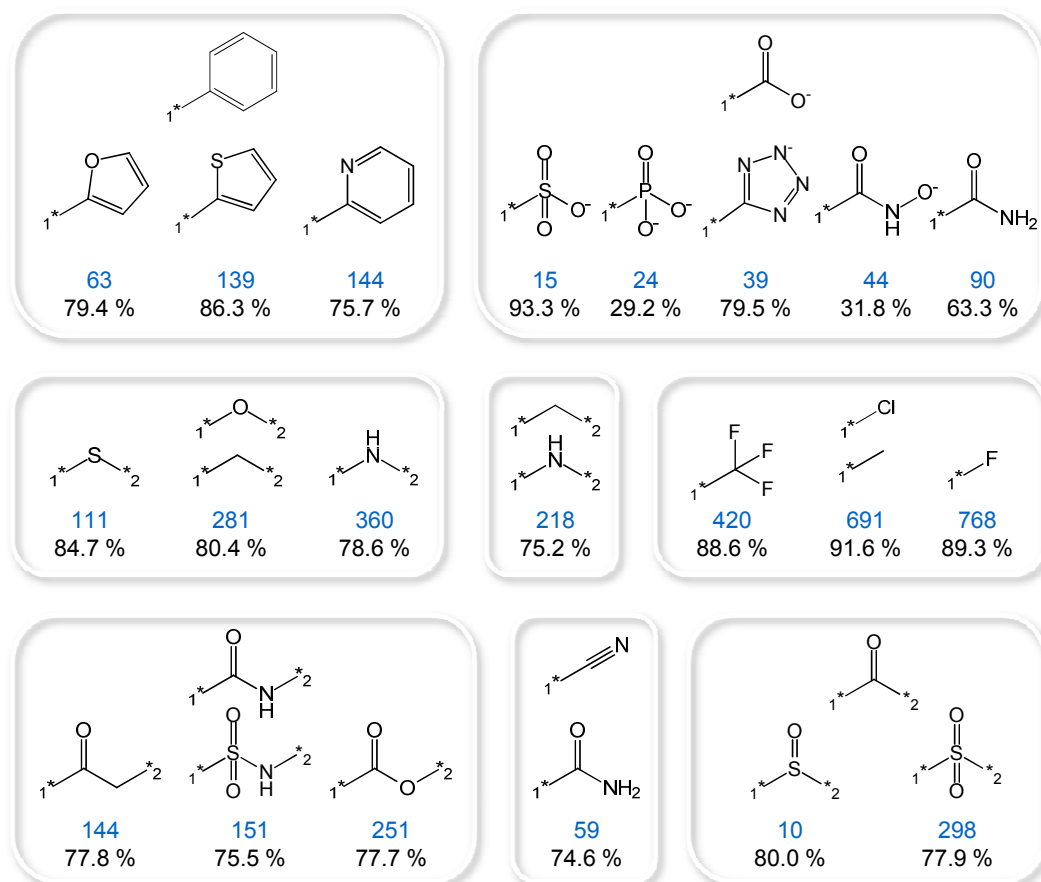 1*
O
1*
O-
O
1*
S
1*
N
1*
O
S
O
O-
1*
O
P
O-
O-
1*
N-
N
N
N
1*
O
N
H
O-
1*
O
NH2
1*
63 139 144
79.4 % 86.3 % 75.7 %
15 24 39 44 90
93.3 % 29.2 % 79.5 % 31.8 % 63.3 %
1* O *2
1* S *2
1* *2
H
1* N *2
111 281 360
84.7 % 80.4 % 78.6 %
1* *2
H
1* N *2
218
75.2 %
Cl
1*
F
F
F
1*
1*
F
1*
420 691 768
88.6 % 91.6 % 89.3 %
O
1* N *2
H
O
1* *2
O
1* S N *2
O H
O
1* O *2
144 151 251
77.8 % 75.5 % 77.7 %
N
1*
O
1* NH2
59
74.6 %
O
1* *2
O
1* S *2
O
1* S *2
O
10 298
80.0 % 77.9 %